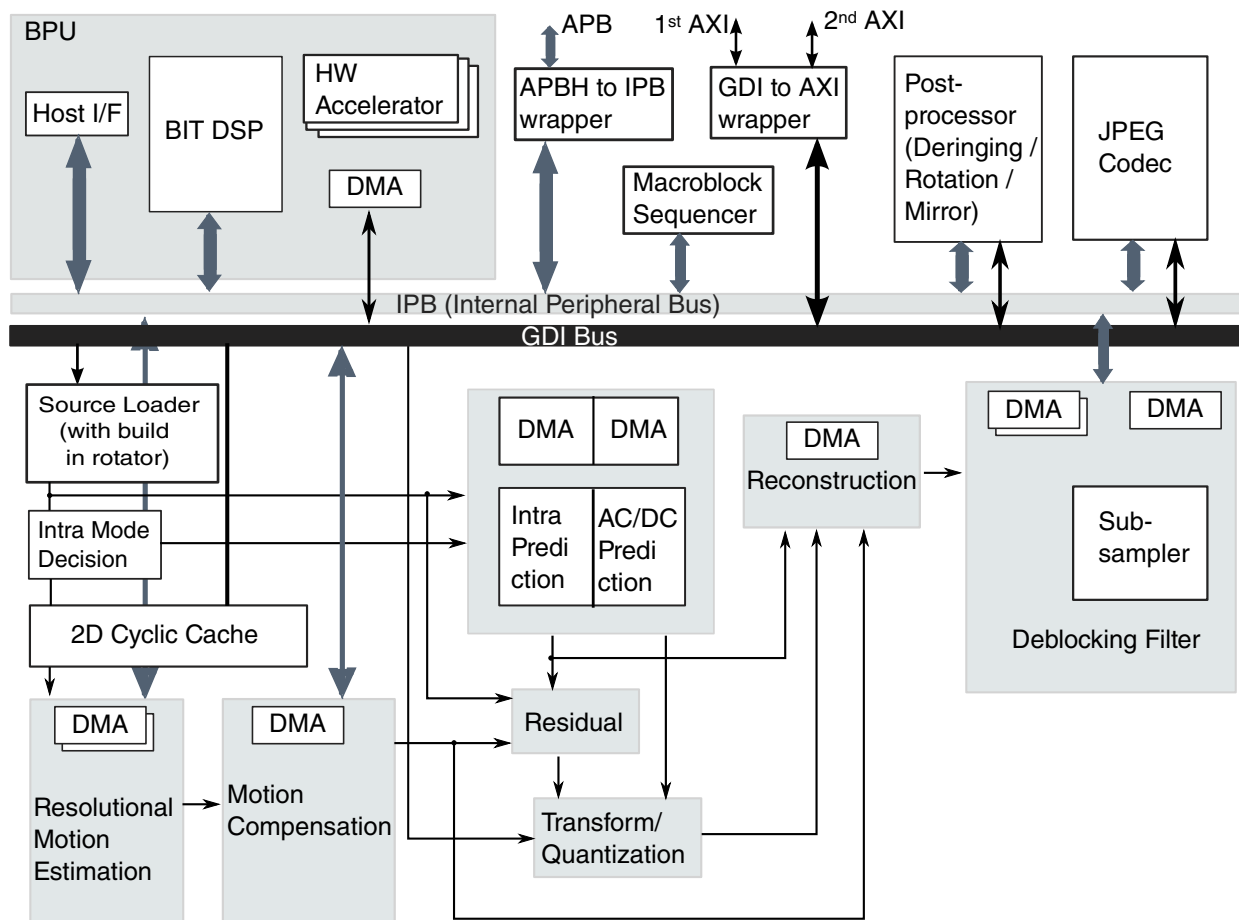 BPU
APB
1st AXI
2nd AXI
Host I/F
BIT DSP
HW
Accelerator
DMA
APBH to IPB
wrapper
GDI to AXI
wrapper
Macroblock
Sequencer
Post-
processor
(Deringing /
Rotation /
Mirror)
JPEG
Codec
IPB (Internal Peripheral Bus)
GDI Bus
Source Loader
(with build
in rotator)
Intra Mode
Decision
2D Cyclic Cache
DMA
Resolutional
Motion
Estimation
DMA
Motion
Compensation
DMA
DMA
Intra
Predi
ction
AC/DC
Predi
ction
Residual
Transform/
Quantization
DMA
Reconstruction
DMA
DMA
Sub-
sampler
Deblocking Filter